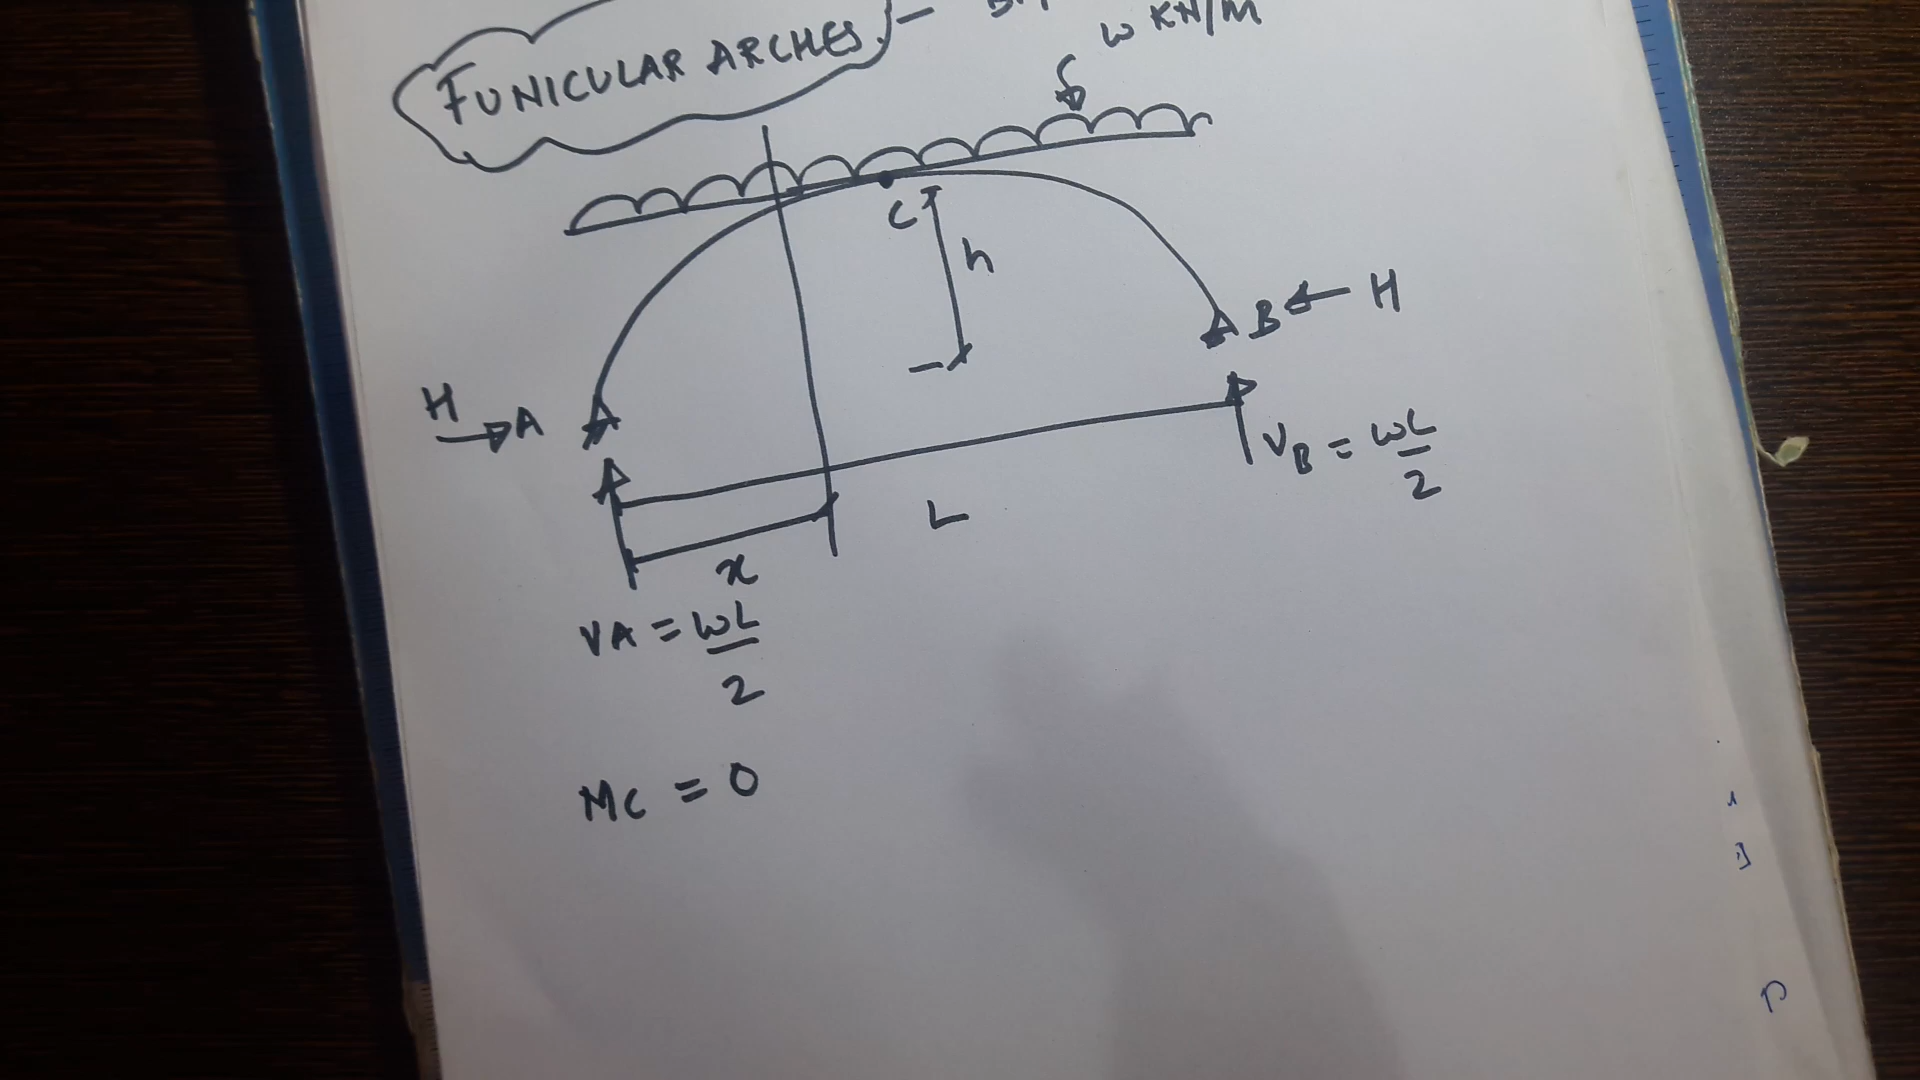 FUNICULAR ARCHES -
w KN/M
C
h
H A
B H
L
x
VB = wL/2
VA = wL/2
MC = 0